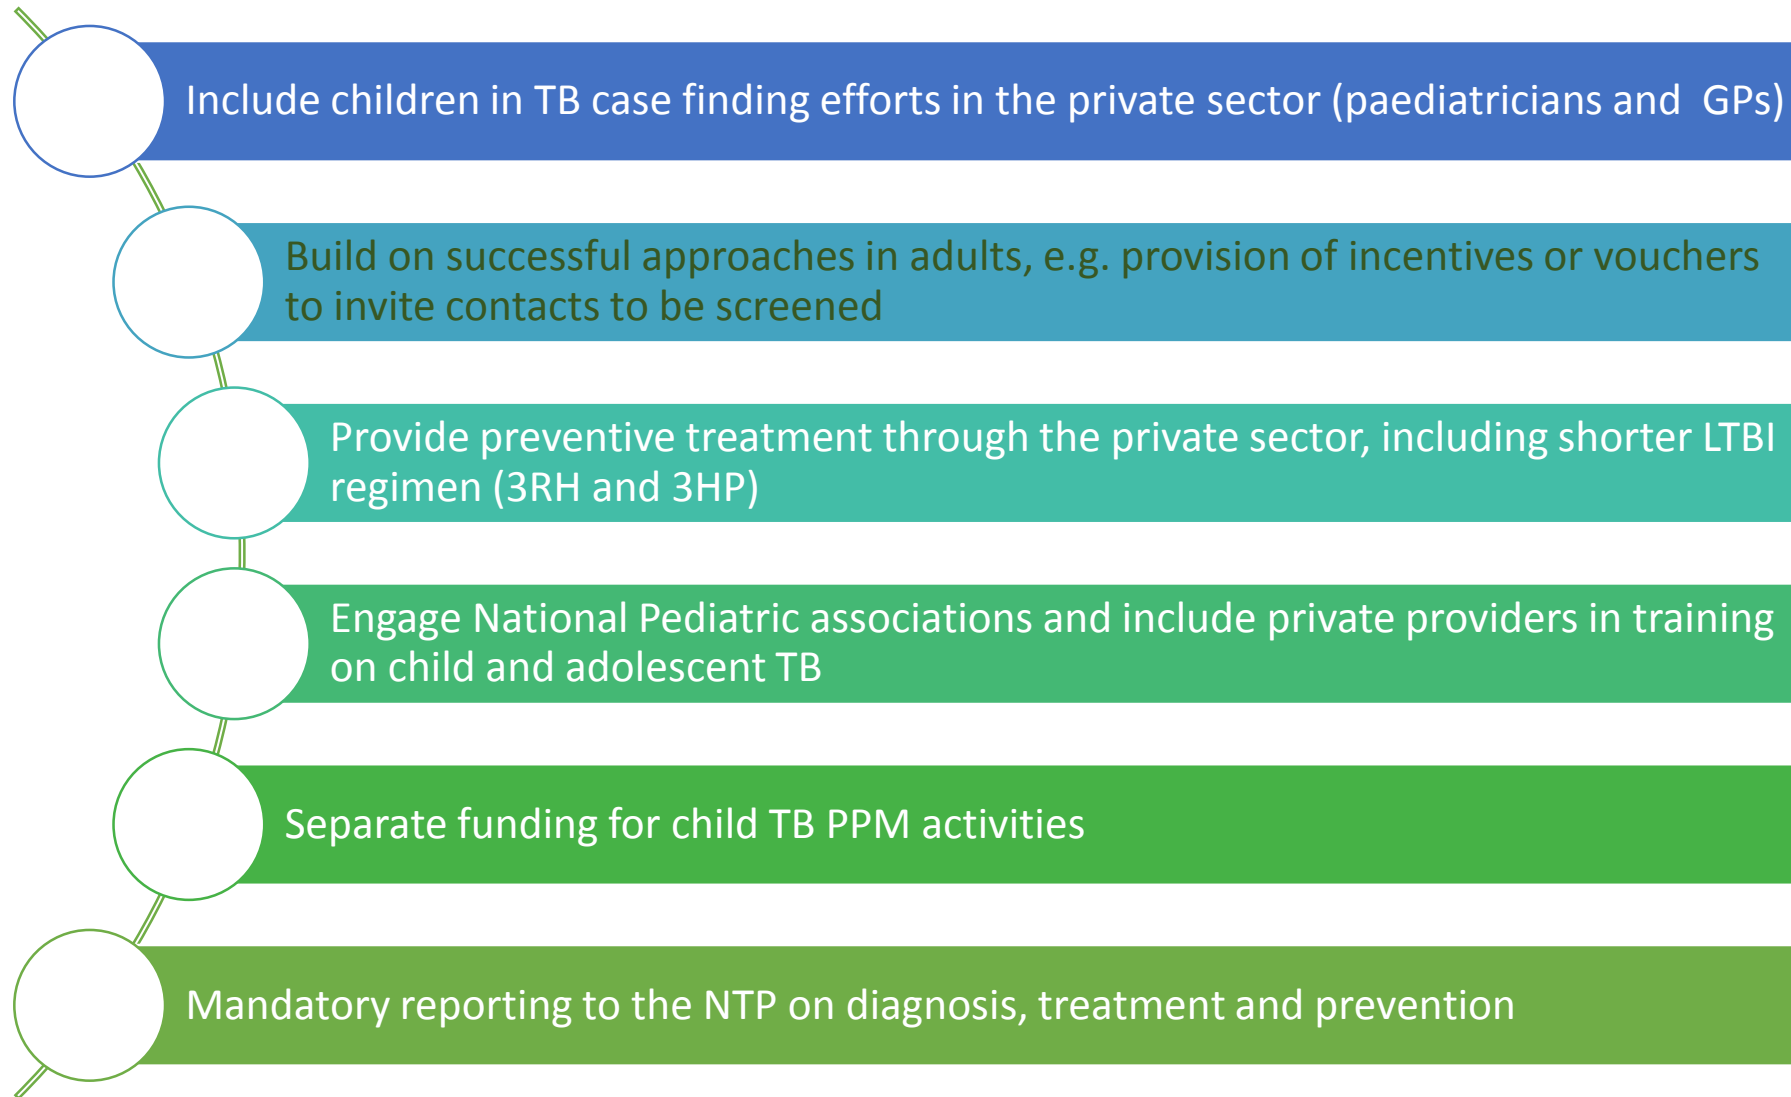 Include children in TB case finding efforts in the private sector (paediatricians and  GPs)
Build on successful approaches in adults, e.g. provision of incentives or vouchers
to invite contacts to be screened
Provide preventive treatment through the private sector, including shorter LTBI
regimen (3RH and 3HP)
Engage National Pediatric associations and include private providers in training
on child and adolescent TB
Separate funding for child TB PPM activities
Mandatory reporting to the NTP on diagnosis, treatment and prevention